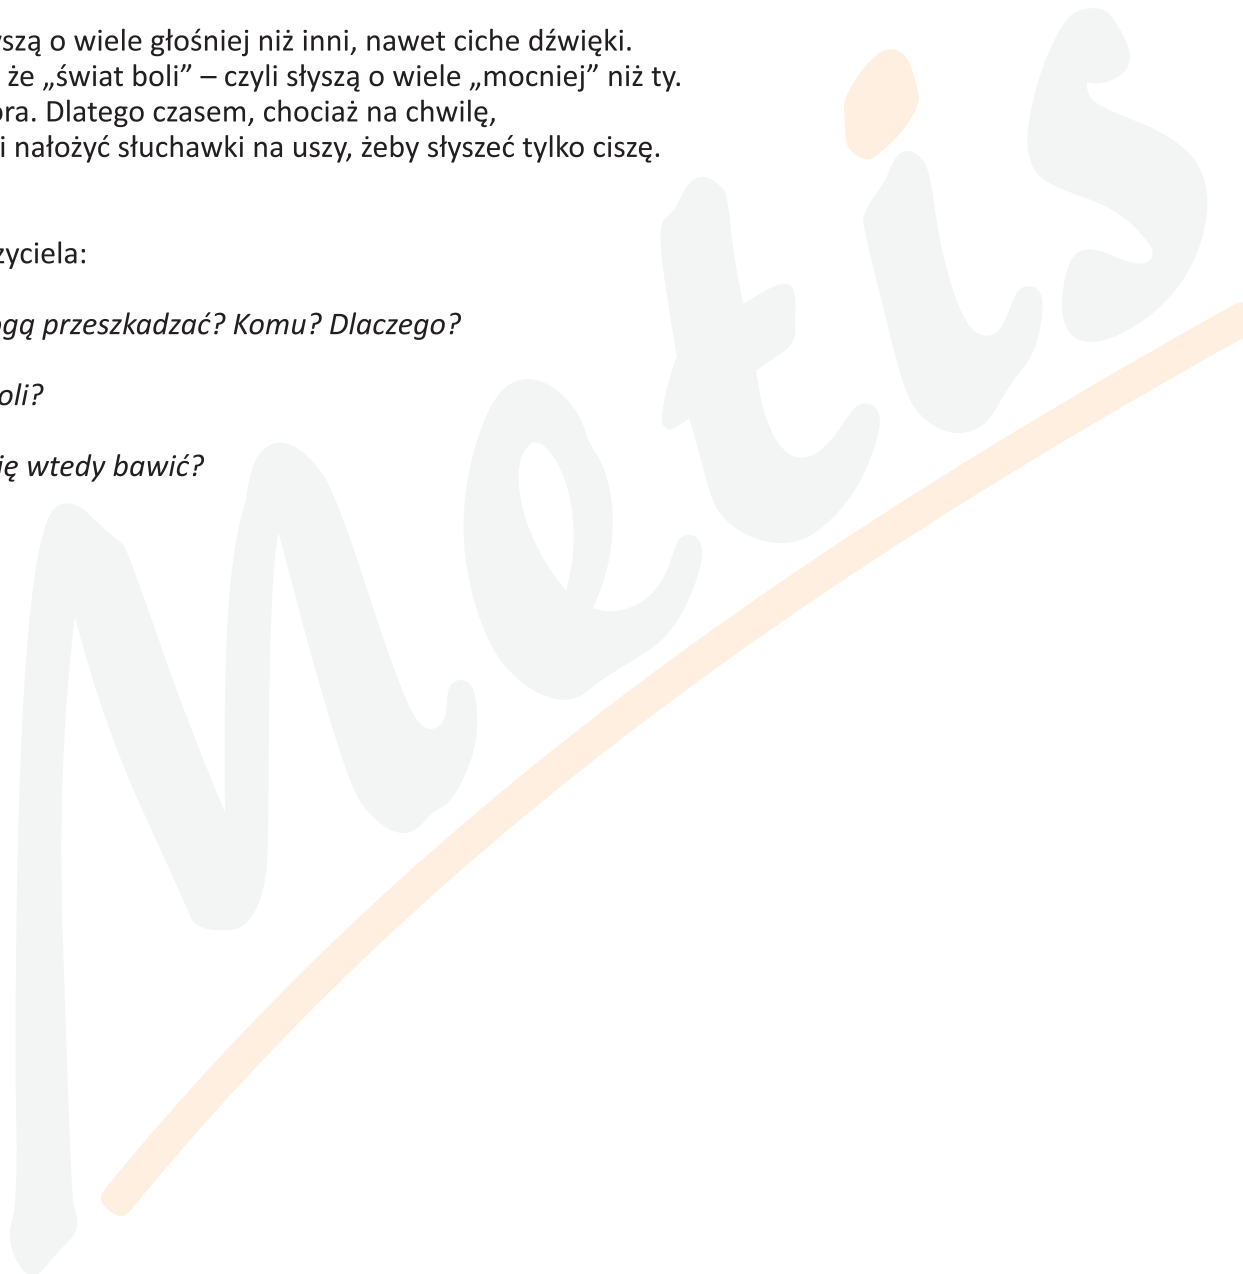 yszą o wiele głośniej niż inni, nawet ciche dźwięki.
że „świat boli” – czyli słyszą o wiele „mocniej” niż ty.
ora. Dlatego czasem, chociaż na chwilę,
i nałożyć słuchawki na uszy, żeby słyszeć tylko ciszę.
zyciela:
ogą przeszkadzać? Komu? Dlaczego?
oli?
ię wtedy bawić?
Metis